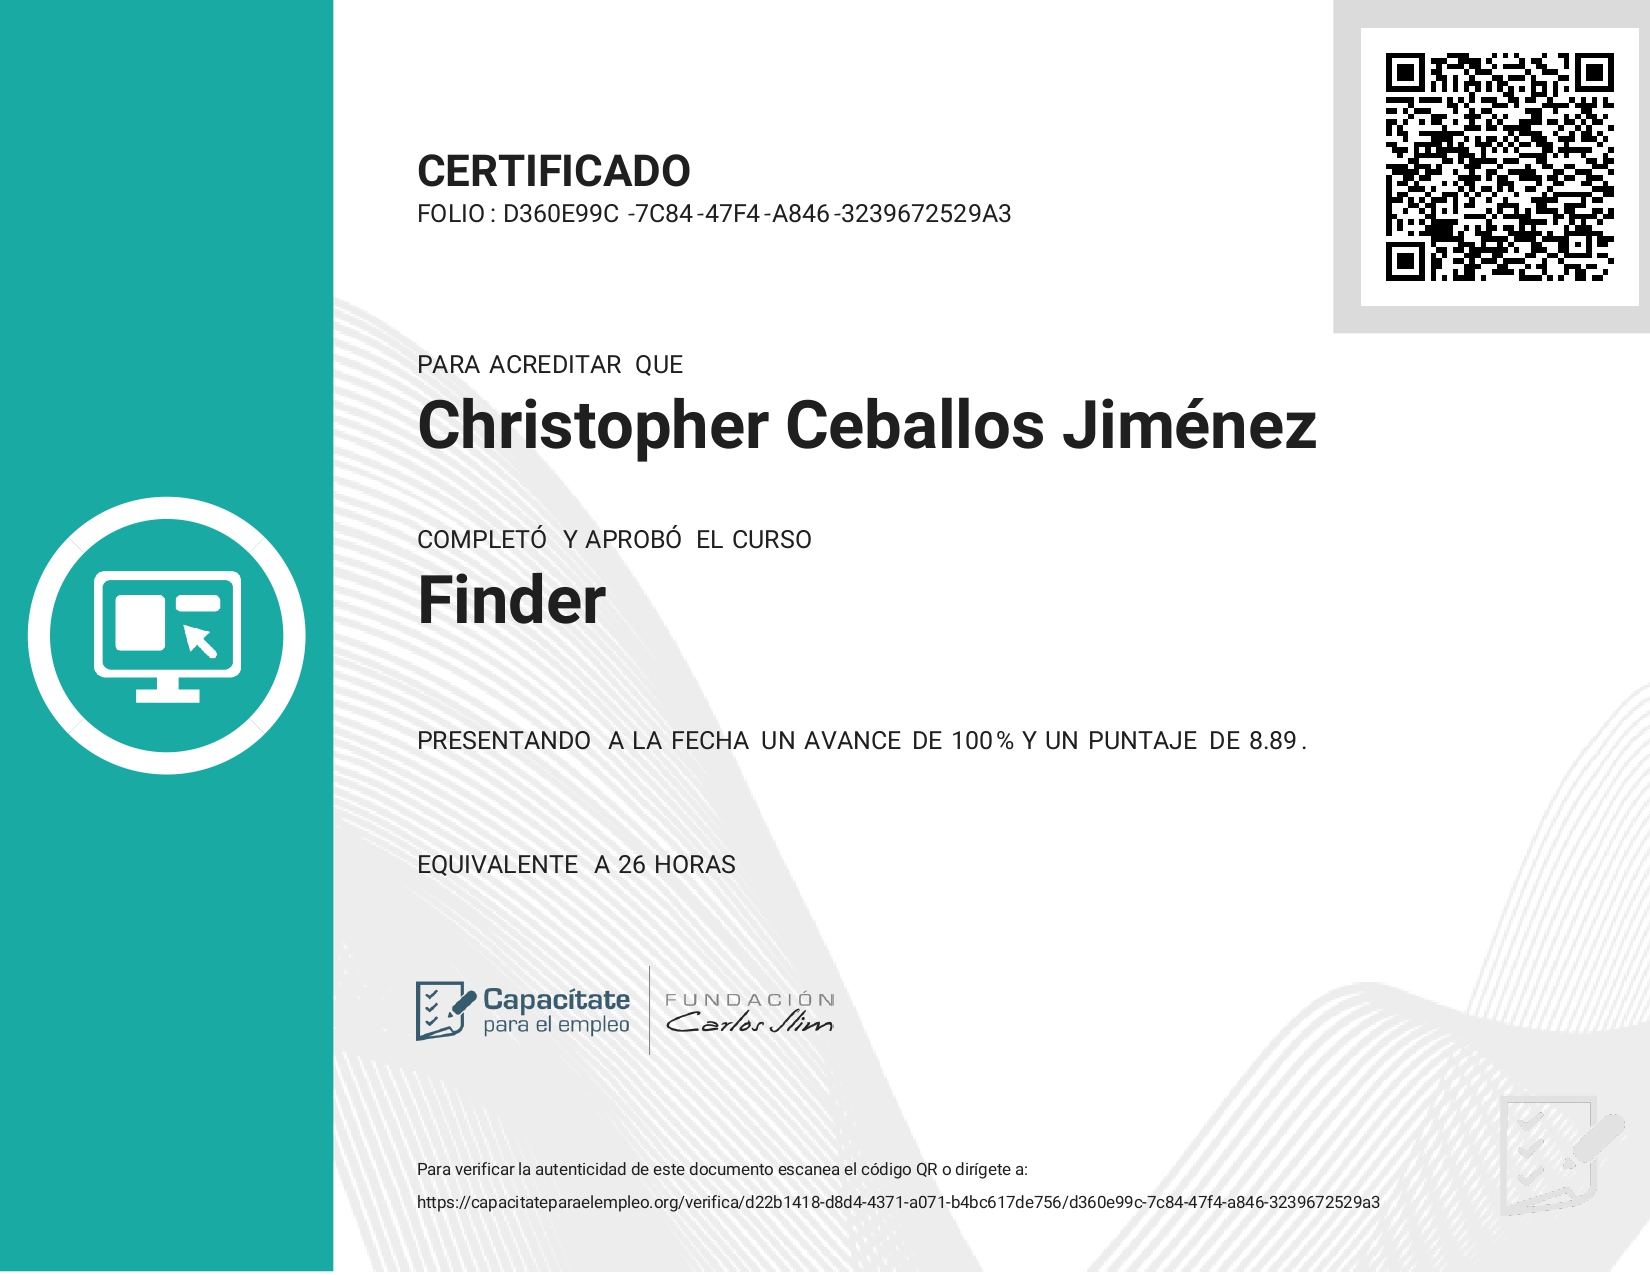 CERTIFICADO
FOLIO: D360E99C-7C84-47F4-A846-3239672529A3
PARA ACREDITAR QUE
Christopher Ceballos Jiménez
COMPLETÓ Y APROBÓ EL CURSO
Finder
PRESENTANDO A LA FECHA UN AVANCE DE 100% Y UN PUNTAJE DE 8.89.
EQUIVALENTE A 26 HORAS
Capacítate
para el empleo
FUNDACIÓN
Carlos Slim
Para verificar la autenticidad de este documento escanea el código QR o dirígete a:
https://capacitateparaelempleo.org/verifica/d22b1418-d8d4-4371-a071-b4bc617de756/d360e99c-7c84-47f4-a846-3239672529a3